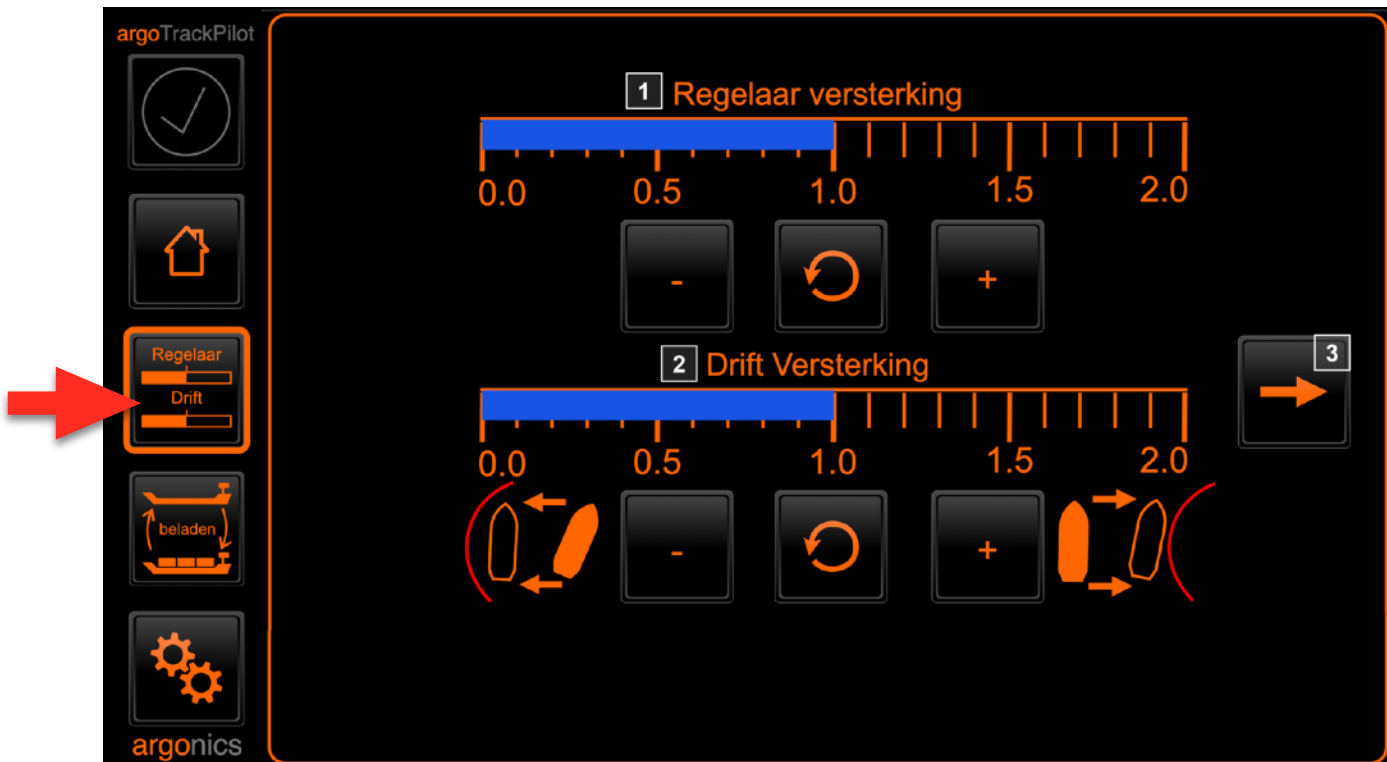 argoTrackPilot
1 Regelaar versterking
0.0 0.5 1.0 1.5 2.0
- +
2 Drift Versterking
0.0 0.5 1.0 1.5 2.0
- +
3
Regelaar
Drift
beladen
argonics